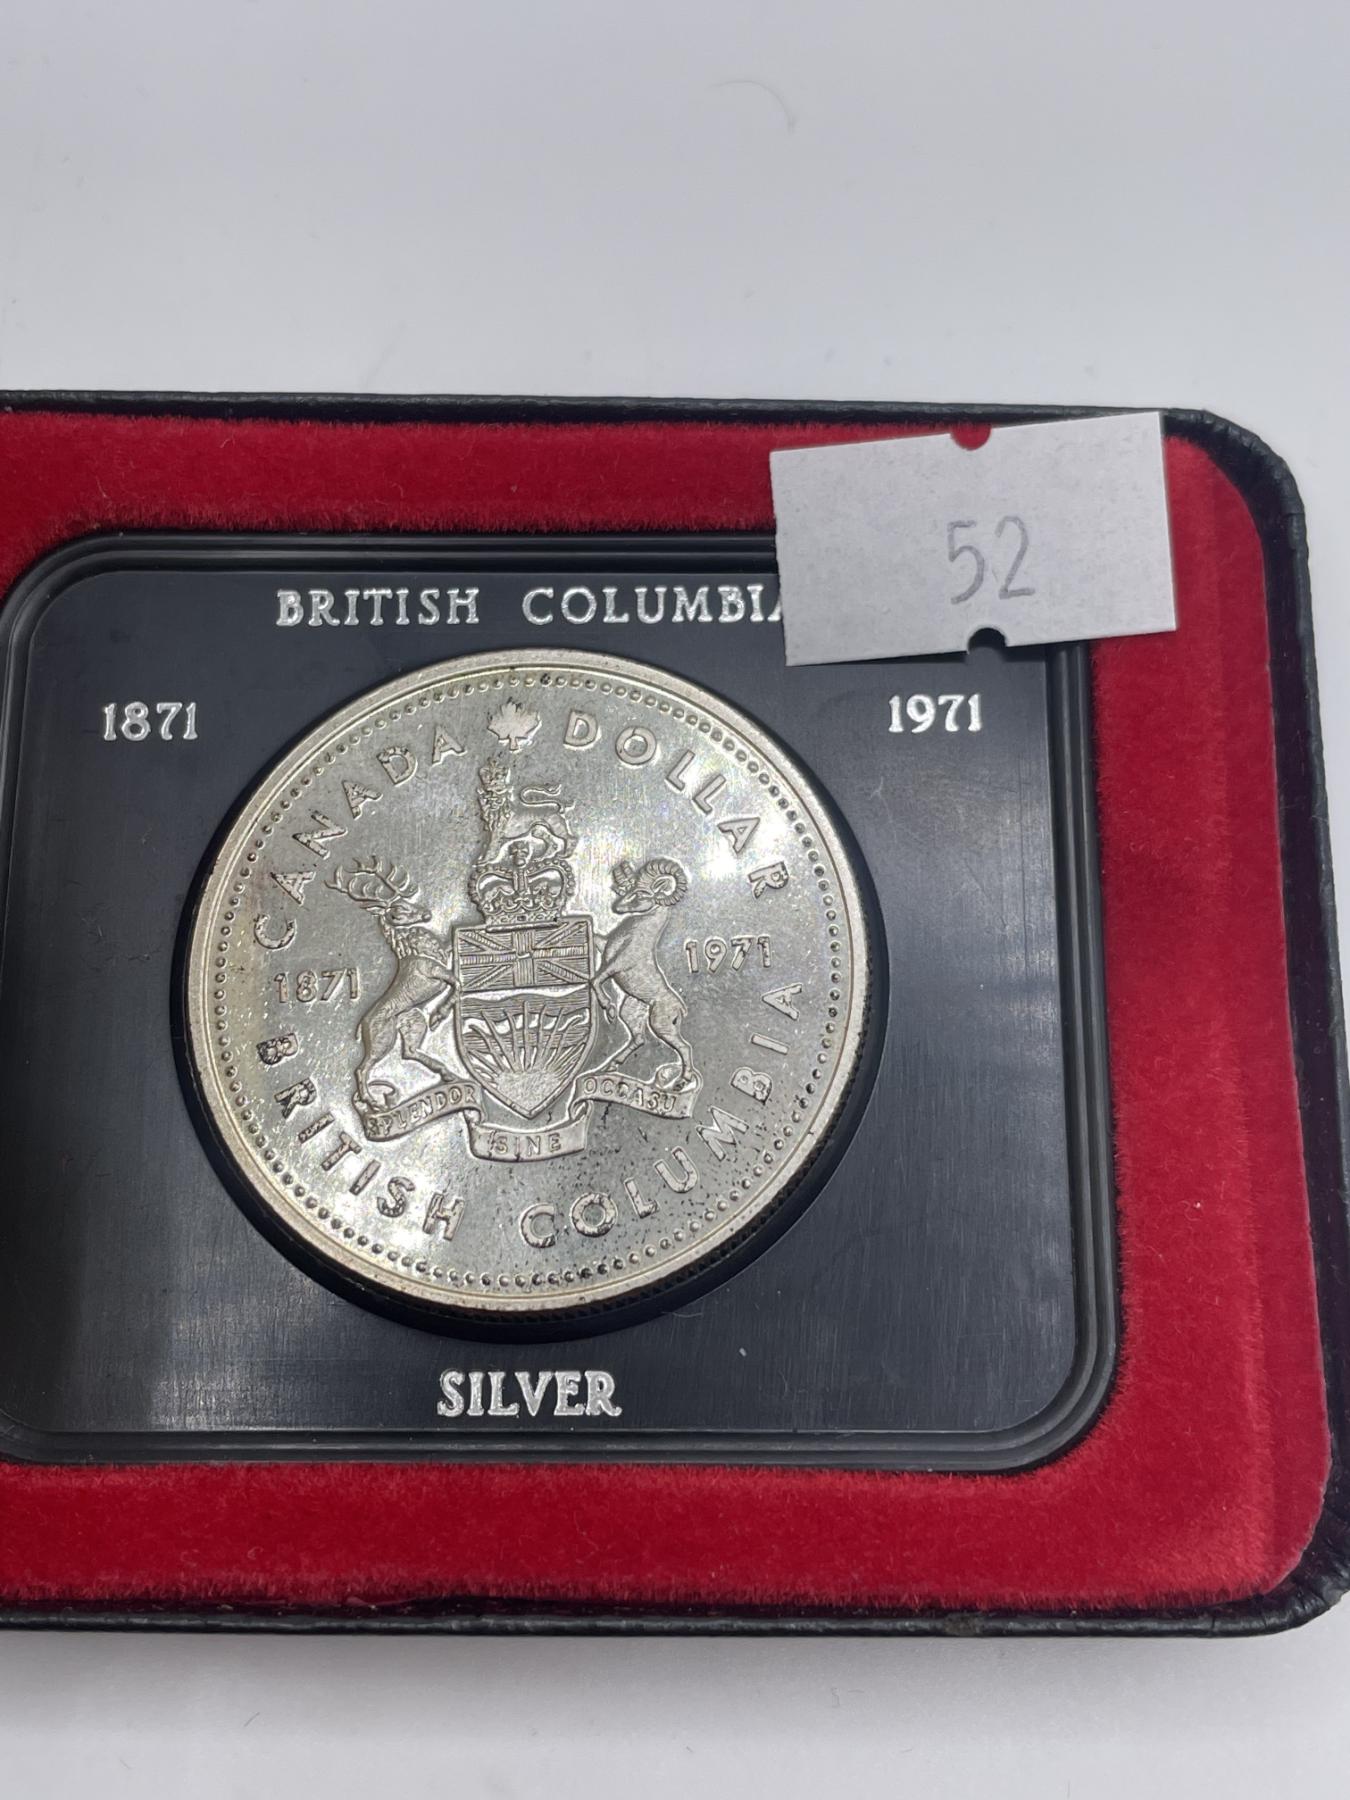 52
BRITISH COLUMBIA
1871
1971
CANADA DOLLAR
1871
1971
SPLENDOR SINE OCCASU
BRITISH COLUMBIA
SILVER